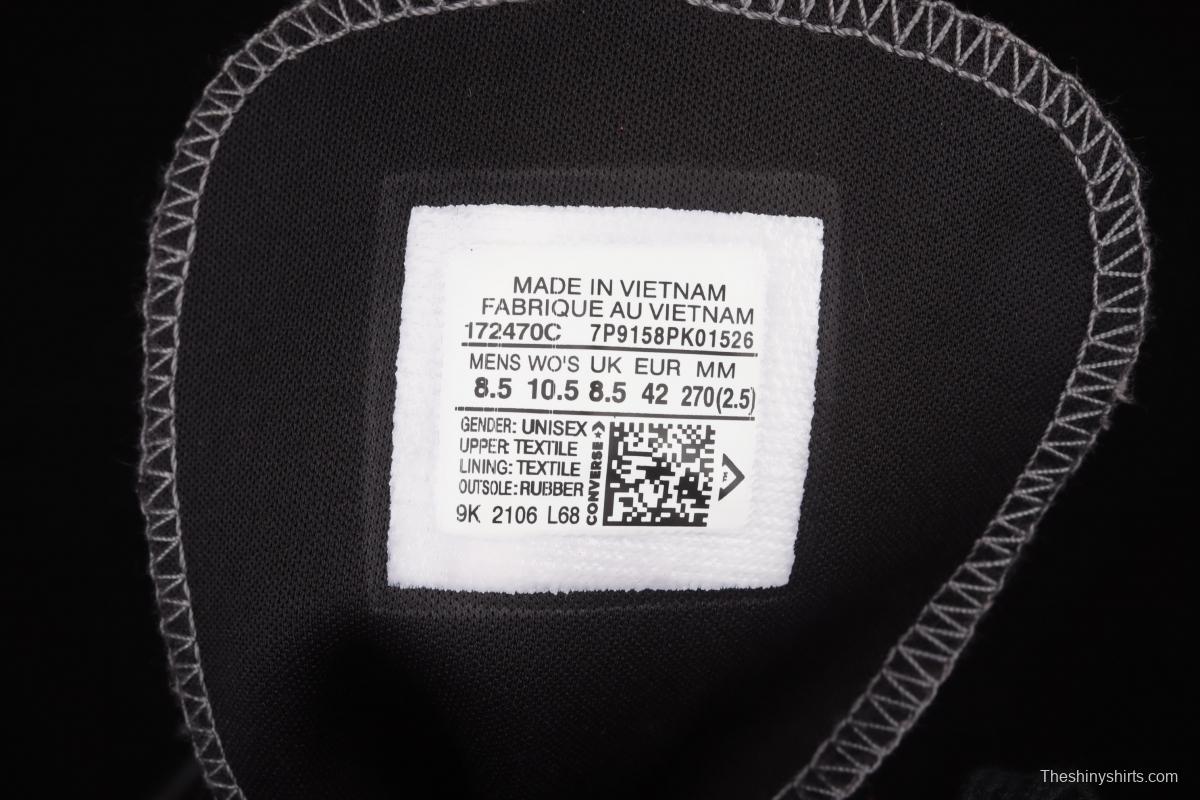 MADE IN VIETNAM
FABRIQUE AU VIETNAM
172470C 7P9158PK01526
MENS WO'S UK EUR MM
8.5 10.5 8.5 42 270(2.5)
GENDER: UNISEX
UPPER: TEXTILE
LINING: TEXTILE
OUTSOLE: RUBBER
9K 2106 L68
CONVERSE
TM
Theshinyshirts.com